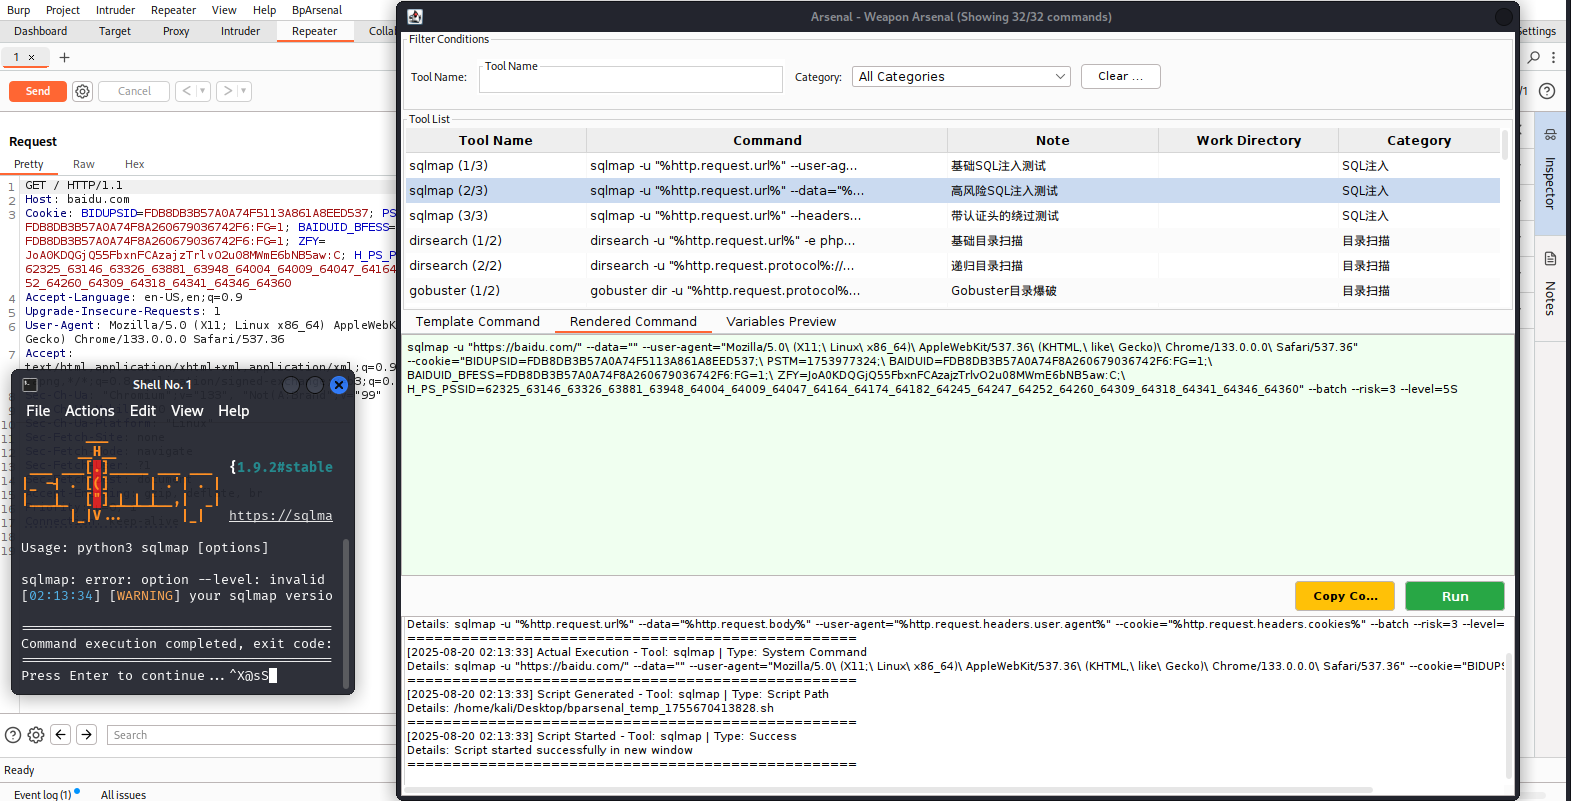 Burp Project Intruder Repeater View Help BpArsenal
Dashboard Target Proxy Intruder Repeater Colla
Settings
1 × +
Send Cancel < >
Request
Pretty Raw Hex
1 GET / HTTP/1.1
2 Host: baidu.com
3 Cookie: BIDUPSID=FDB8DB3B57A0A74F5113A861A8EED537; PS
FDB8DB3B57A0A74F8A260679036742F6:FG=1; BAIDUID_BFESS=
FDB8DB3B57A0A74F8A260679036742F6:FG=1; ZFY=
JoA0KDQGjQ55FbxnFCAzajzTrlvO2u08MWmE6bNB5aw:C; H_PS_P
62325_63146_63326_63881_63948_64004_64009_64047_64164
52_64260_64309_64318_64341_64346_64360
4 Accept-Language: en-US,en;q=0.9
5 Upgrade-Insecure-Requests: 1
6 User-Agent: Mozilla/5.0 (X11; Linux x86_64) AppleWebK
Gecko) Chrome/133.0.0.0 Safari/537.36
7 Accept:
text/html,application/xhtml+xml,application/xml;q=0.9
Shell No. 1
File Actions Edit View Help
{1.9.2#stable
https://sqlma
Usage: python3 sqlmap [options]
sqlmap: error: option --level: invalid
[02:13:34] [WARNING] your sqlmap versio
Command execution completed, exit code:
Press Enter to continue...^X@sS
Search
Ready
Event log (1) All issues
Arsenal - Weapon Arsenal (Showing 32/32 commands)
Filter Conditions
Tool Name: Tool Name Category: All Categories Clear ...
Tool List
Tool Name Command Note Work Directory Category
sqlmap (1/3) sqlmap -u "%http.request.url%" --user-ag... 基础SQL注入测试 SQL注入
sqlmap (2/3) sqlmap -u "%http.request.url%" --data="%... 高风险SQL注入测试 SQL注入
sqlmap (3/3) sqlmap -u "%http.request.url%" --headers... 带认证头的绕过测试 SQL注入
dirsearch (1/2) dirsearch -u "%http.request.url%" -e php... 基础目录扫描 目录扫描
dirsearch (2/2) dirsearch -u "%http.request.protocol%://... 递归目录扫描 目录扫描
gobuster (1/2) gobuster dir -u "%http.request.protocol%... Gobuster目录爆破 目录扫描
Template Command Rendered Command Variables Preview
sqlmap -u "https://baidu.com/" --data="" --user-agent="Mozilla/5.0\ (X11;\ Linux\ x86_64)\ AppleWebKit/537.36\ (KHTML,\ like\ Gecko)\ Chrome/133.0.0.0\ Safari/537.36"
--cookie="BIDUPSID=FDB8DB3B57A0A74F5113A861A8EED537;\ PSTM=1753977324;\ BAIDUID=FDB8DB3B57A0A74F8A260679036742F6:FG=1;\
BAIDUID_BFESS=FDB8DB3B57A0A74F8A260679036742F6:FG=1;\ ZFY=JoA0KDQGjQ55FbxnFCAzajzTrlvO2u08MWmE6bNB5aw:C;\
H_PS_PSSID=62325_63146_63326_63881_63948_64004_64009_64047_64164_64174_64182_64245_64247_64252_64260_64309_64318_64341_64346_64360" --batch --risk=3 --level=5S
Copy Co... Run
Details: sqlmap -u "%http.request.url%" --data="%http.request.body%" --user-agent="%http.request.headers.user.agent%" --cookie="%http.request.headers.cookies%" --batch --risk=3 --level=
==================================================
[2025-08-20 02:13:33] Actual Execution - Tool: sqlmap | Type: System Command
Details: sqlmap -u "https://baidu.com/" --data="" --user-agent="Mozilla/5.0\ (X11;\ Linux\ x86_64)\ AppleWebKit/537.36\ (KHTML,\ like\ Gecko)\ Chrome/133.0.0.0\ Safari/537.36" --cookie="BIDUPS
==================================================
[2025-08-20 02:13:33] Script Generated - Tool: sqlmap | Type: Script Path
Details: /home/kali/Desktop/bparsenal_temp_1755670413828.sh
==================================================
[2025-08-20 02:13:33] Script Started - Tool: sqlmap | Type: Success
Details: Script started successfully in new window
==================================================
/1
Inspector
Notes